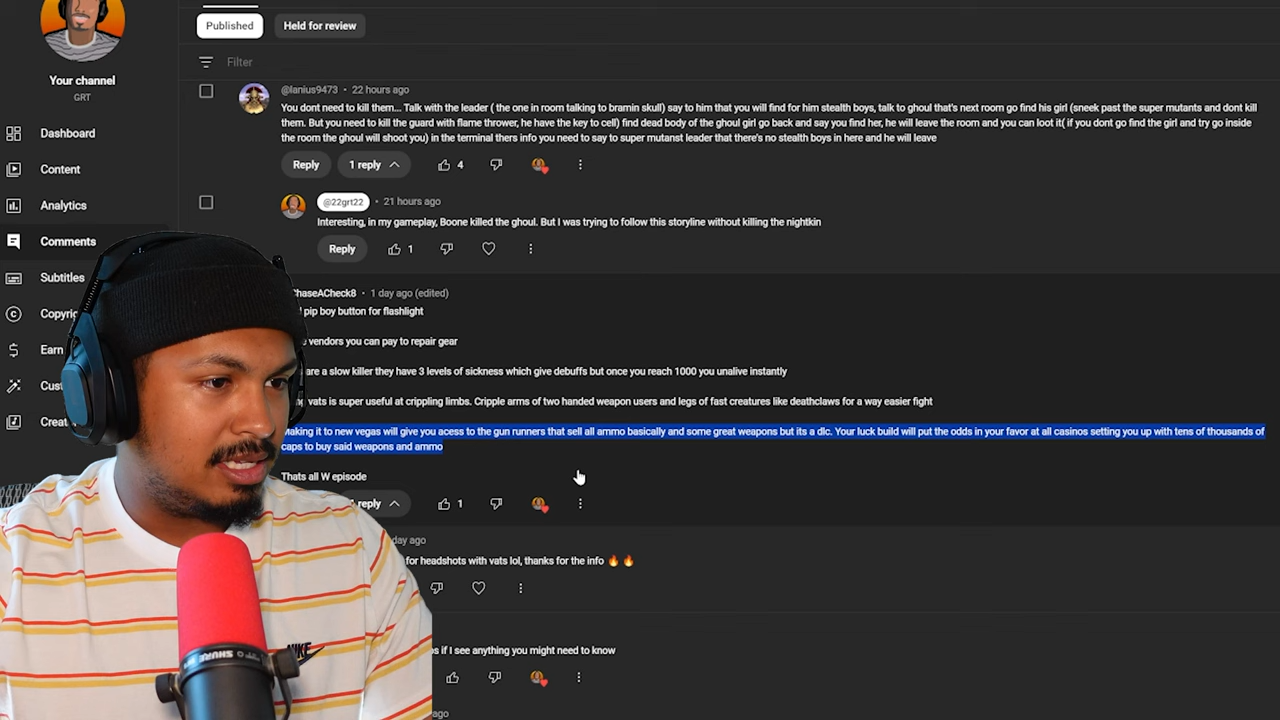 Published
Held for review
Filter
Your channel
GRT
Dashboard
Content
Analytics
Comments
Subtitles
Earn
@lanius9473 • 22 hours ago
You dont need to kill them... Talk with the leader ( the one in room talking to bramin skull) say to him that you will find for him stealth boys, talk to ghoul that's next room go find his girl (sneek past the super mutants and dont kill
them. But you need to kill the guard with flame thrower, he have the key to cell) find dead body of the ghoul girl go back and say you find her, he will leave the room and you can loot it( if you dont go find the girl and try go inside
the room the ghoul will shoot you) in the terminal thers info you need to say to super mutanst leader that there's no stealth boys in here and he will leave
Reply
1 reply
4
@22grt22 • 21 hours ago
Interesting, in my gameplay, Boone killed the ghoul. But I was trying to follow this storyline without killing the nightkin
Reply
1
ChaseACheck8 • 1 day ago (edited)
pip boy button for flashlight
vendors you can pay to repair gear
are a slow killer they have 3 levels of sickness which give debuffs but once you reach 1000 you unalive instantly
vats is super useful at crippling limbs. Cripple arms of two handed weapon users and legs of fast creatures like deathclaws for a way easier fight
Making it to new vegas will give you acess to the gun runners that sell all ammo basically and some great weapons but its a dlc. Your luck build will put the odds in your favor at all casinos setting you up with tens of thousands of
caps to buy said weapons and ammo
Thats all W episode
reply
1
day ago
for headshots with vats lol, thanks for the info 🔥 🔥
if I see anything you might need to know
ago
NIKE
SHURE